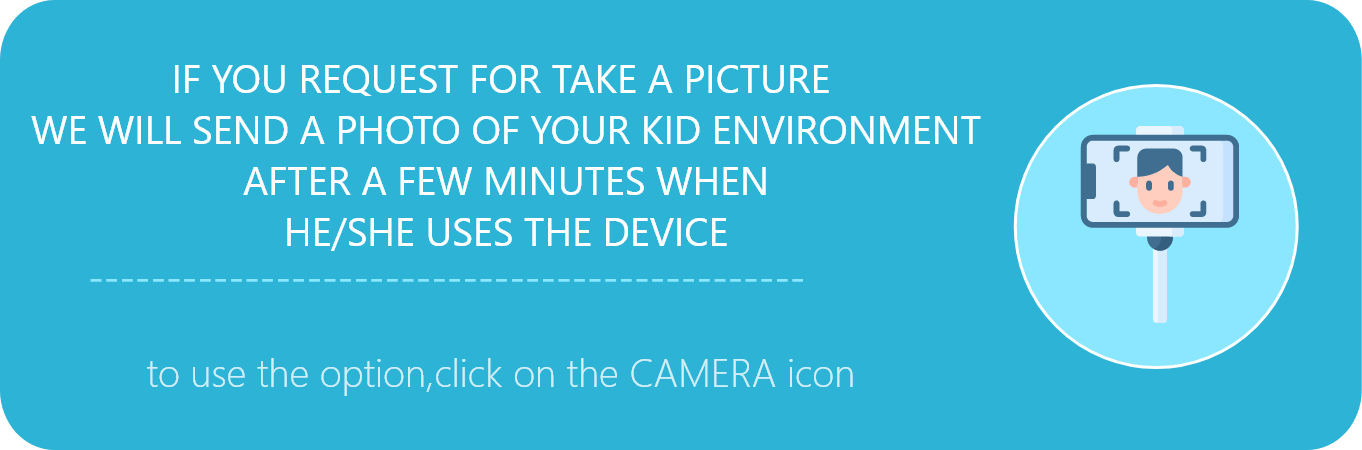 IF YOU REQUEST FOR TAKE A PICTURE
WE WILL SEND A PHOTO OF YOUR KID ENVIRONMENT
AFTER A FEW MINUTES WHEN
HE/SHE USES THE DEVICE
to use the option,click on the CAMERA icon